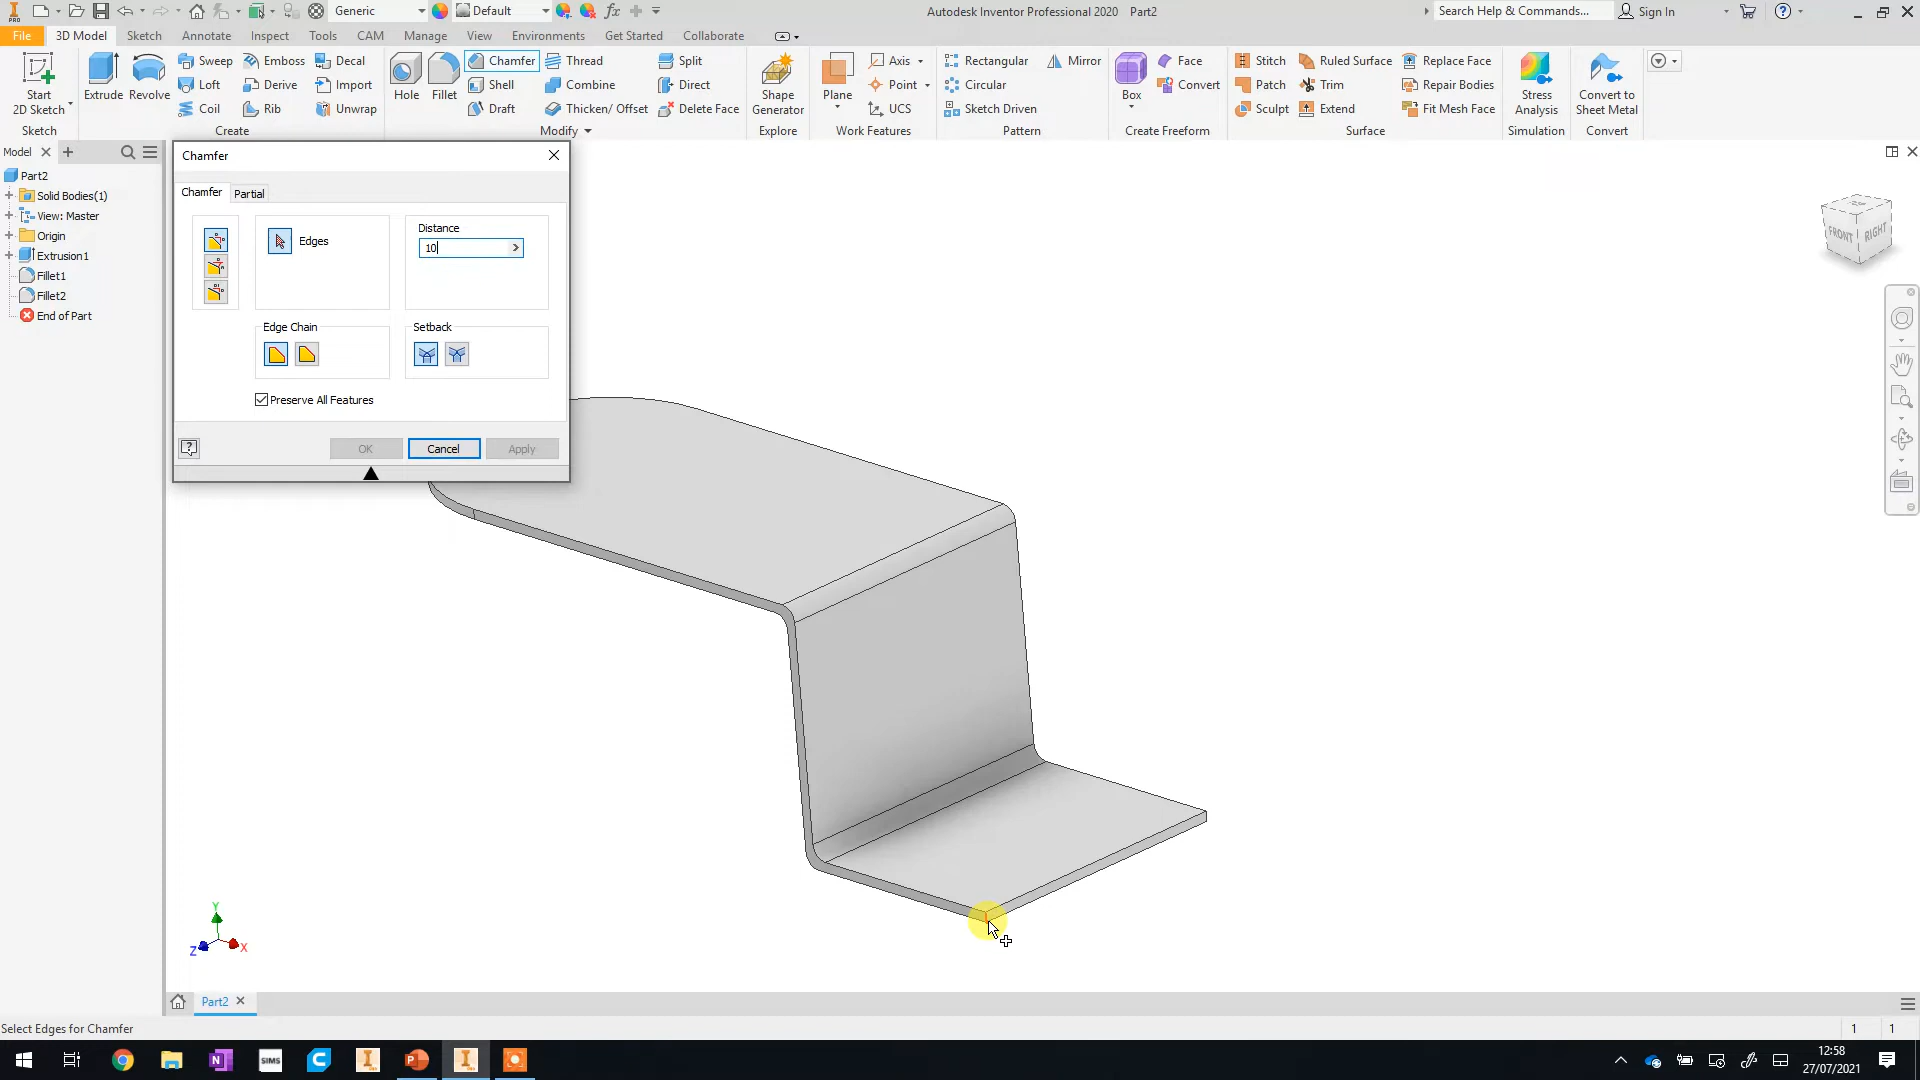 PRO Generic Default Autodesk Inventor Professional 2020 Part2 Search Help & Commands... Sign In
File 3D Model Sketch Annotate Inspect Tools CAM Manage View Environments Get Started Collaborate
Start 2D Sketch Extrude Revolve Sweep Emboss Decal Hole Fillet Chamfer Thread Split Shape Generator Plane Axis Rectangular Mirror Box Face Stitch Ruled Surface Replace Face Stress Analysis Convert to Sheet Metal
Loft Derive Import Shell Combine Direct Point Circular Convert Patch Trim Repair Bodies
Coil Rib Unwrap Draft Thicken/ Offset Delete Face UCS Sketch Driven Sculpt Extend Fit Mesh Face
Sketch Create Modify Explore Work Features Pattern Create Freeform Surface Simulation Convert
Model
Part2
Solid Bodies(1)
View: Master
Origin
Extrusion1
Fillet1
Fillet2
End of Part
Chamfer
Chamfer Partial
Edges
Distance
10
Edge Chain
Setback
Preserve All Features
OK Cancel Apply
FRONT RIGHT
Y
Z X
Part2
Select Edges for Chamfer 1 1
SIMS
12:58
27/07/2021